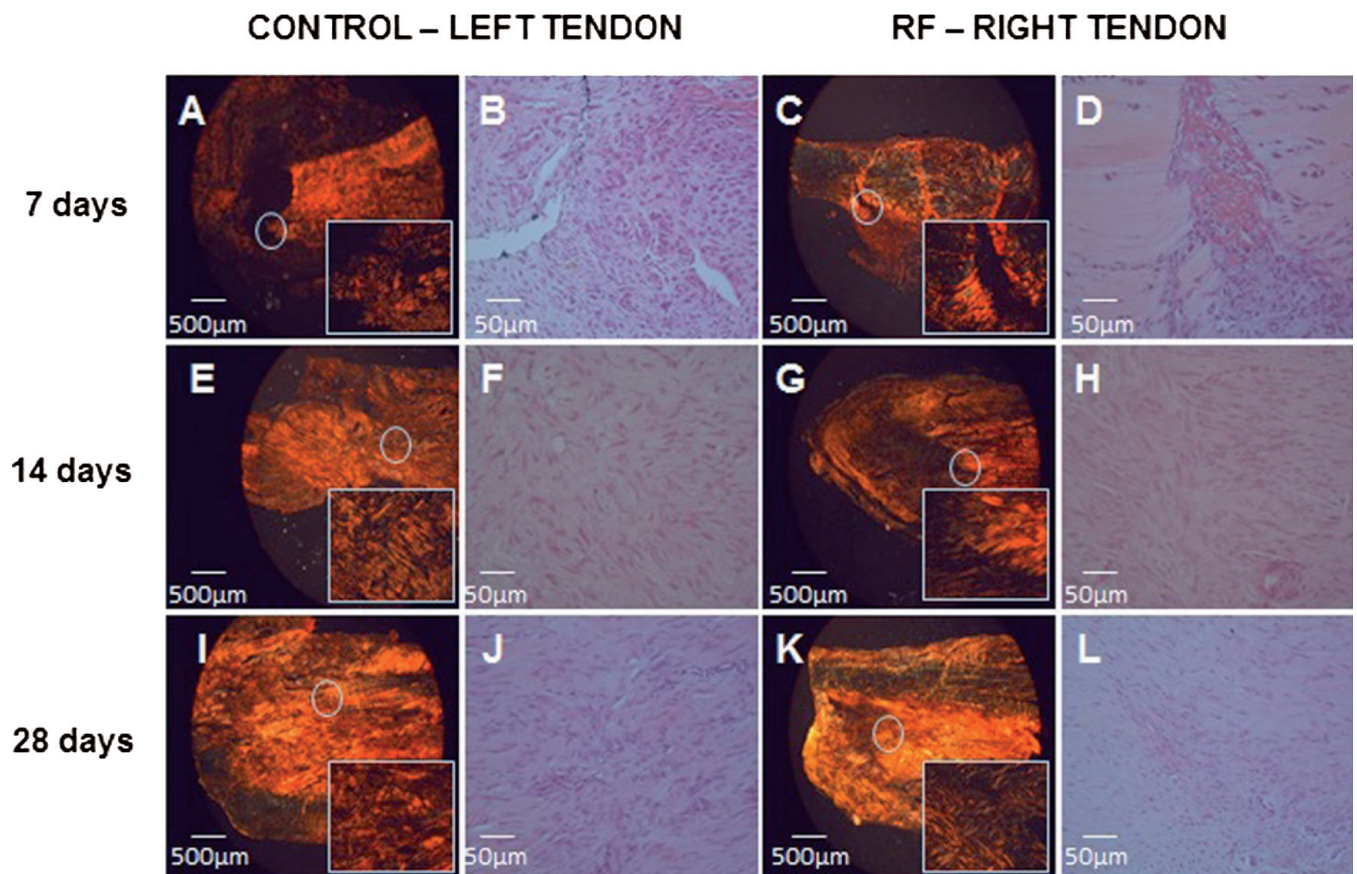 CONTROL – LEFT TENDON RF – RIGHT TENDON
7 days
A B C D
500µm 50µm 500µm 50µm
14 days
E F G H
500µm 50µm 500µm 50µm
28 days
I J K L
500µm 50µm 500µm 50µm